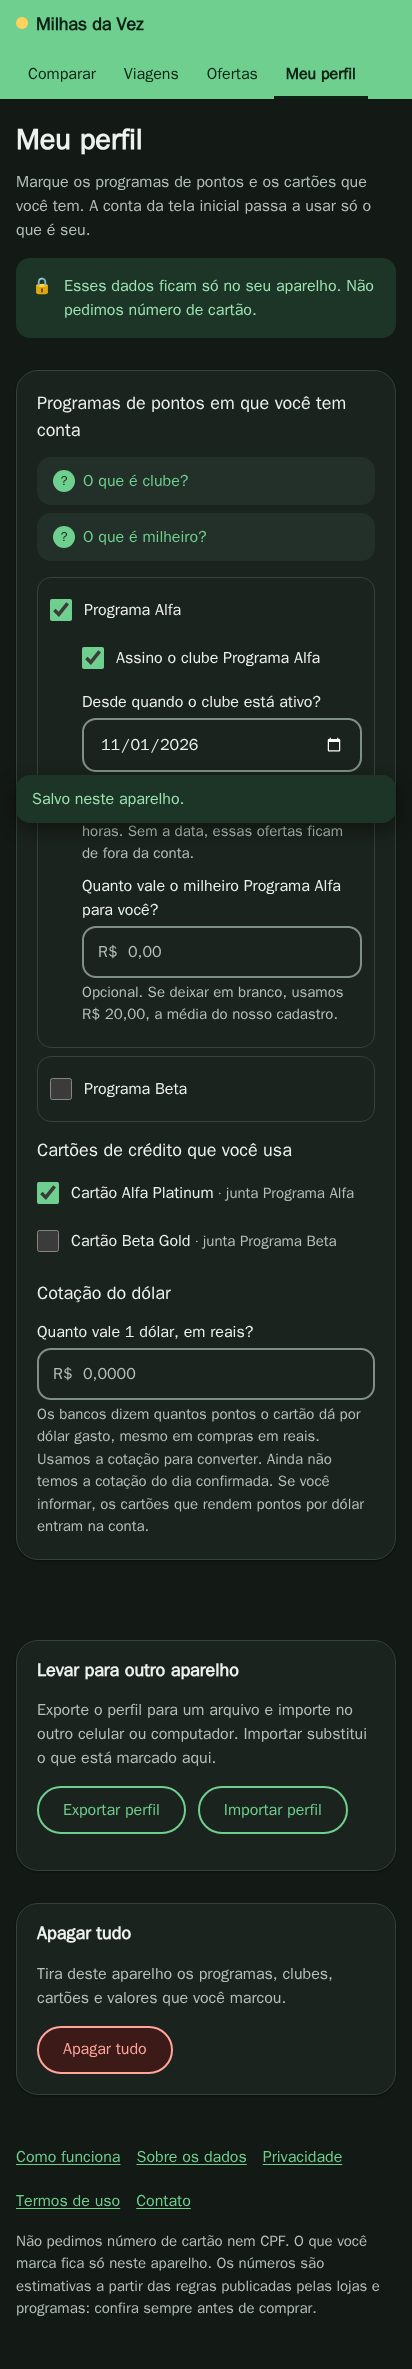 Milhas da Vez
Comparar Viagens Ofertas Meu perfil
Meu perfil
Marque os programas de pontos e os cartões que
você tem. A conta da tela inicial passa a usar só o
que é seu.
Esses dados ficam só no seu aparelho. Não
pedimos número de cartão.
Programas de pontos em que você tem
conta
? O que é clube?
? O que é milheiro?
Programa Alfa
Assino o clube Programa Alfa
Desde quando o clube está ativo?
11/01/2026
Salvo neste aparelho.
horas. Sem a data, essas ofertas ficam
de fora da conta.
Quanto vale o milheiro Programa Alfa
para você?
R$ 0,00
Opcional. Se deixar em branco, usamos
R$ 20,00, a média do nosso cadastro.
Programa Beta
Cartões de crédito que você usa
Cartão Alfa Platinum · junta Programa Alfa
Cartão Beta Gold · junta Programa Beta
Cotação do dólar
Quanto vale 1 dólar, em reais?
R$ 0,0000
Os bancos dizem quantos pontos o cartão dá por
dólar gasto, mesmo em compras em reais.
Usamos a cotação para converter. Ainda não
temos a cotação do dia confirmada. Se você
informar, os cartões que rendem pontos por dólar
entram na conta.
Levar para outro aparelho
Exporte o perfil para um arquivo e importe no
outro celular ou computador. Importar substitui
o que está marcado aqui.
Exportar perfil Importar perfil
Apagar tudo
Tira deste aparelho os programas, clubes,
cartões e valores que você marcou.
Apagar tudo
Como funciona Sobre os dados Privacidade
Termos de uso Contato
Não pedimos número de cartão nem CPF. O que você
marca fica só neste aparelho. Os números são
estimativas a partir das regras publicadas pelas lojas e
programas: confira sempre antes de comprar.